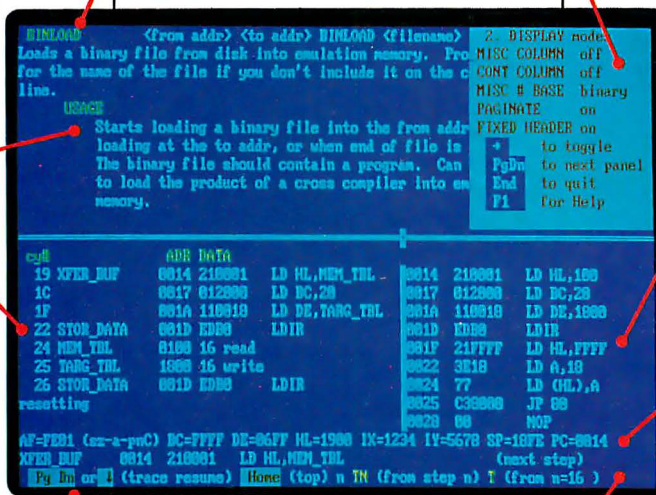 BINLOAD <from addr> <to addr> BINLOAD <filename>
Loads a binary file from disk into emulation memory. Pro
for the name of the file if you don't include it on the c
line.
USAGE
Starts loading a binary file into the from addr
loading at the to addr, or when end of file is
The binary file should contain a program. Can
to load the product of a cross compiler into em
memory.
2. DISPLAY mode
MISC COLUMN off
CONT COLUMN off
MISC # BASE binary
PAGINATE on
FIXED HEADER on
to toggle
PgDn to next panel
End to quit
F1 for Help
cy# ADR DATA
19 XFER_BUF 0014 210001 LD HL,MEM_TBL
1C 0017 012800 LD BC,28
1F 001A 110018 LD DE,TARG_TBL
22 STOR_DATA 001D EDB0 LDIR
24 MEM_TBL 0100 16 read
25 TARG_TBL 1800 16 write
26 STOR_DATA 001D EDB0 LDIR
resetting
0014 210001 LD HL,100
0017 012800 LD BC,28
001A 110018 LD DE,1800
001D EDB0 LDIR
001F 21FFFF LD HL,FFFF
0022 3E18 LD A,18
0024 77 LD (HL),A
0025 C30000 JP 00
0028 00 NOP
AF=FE01 (sz-a-pnC) BC=FFFF DE=06FF HL=1900 IX=1234 IY=5678 SP=18FE PC=0014
XFER_BUF 0014 210001 LD HL,MEM_TBL (next step)
Pg Dn or ↓ (trace resume) Home (top) n TN (from step n) T (from n=16 )